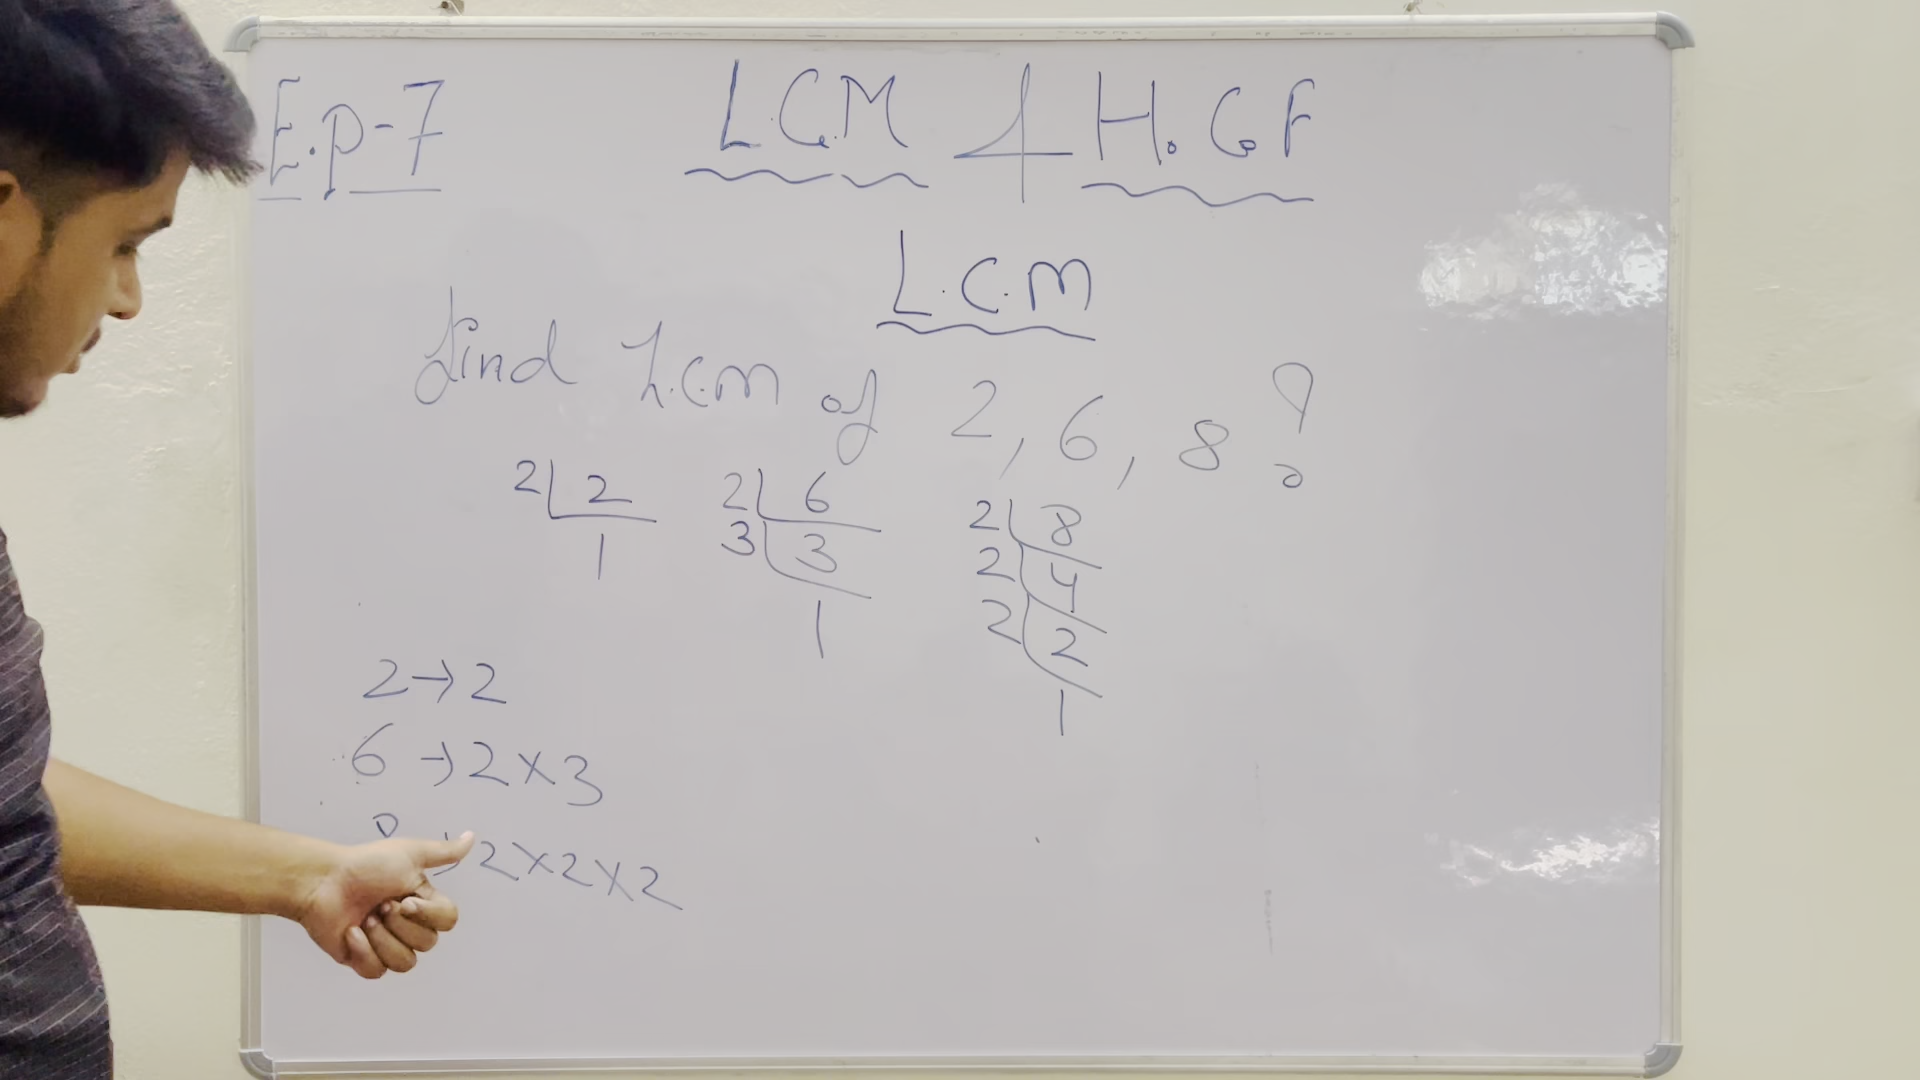 E.p-7
L.C.M & H.C.F
L.C.M
find L.c.m of 2, 6, 8 ?
2 2
1
2 6
3 3
1
2 8
2 4
2 2
1
2 → 2
6 → 2 × 3
8 → 2 × 2 × 2